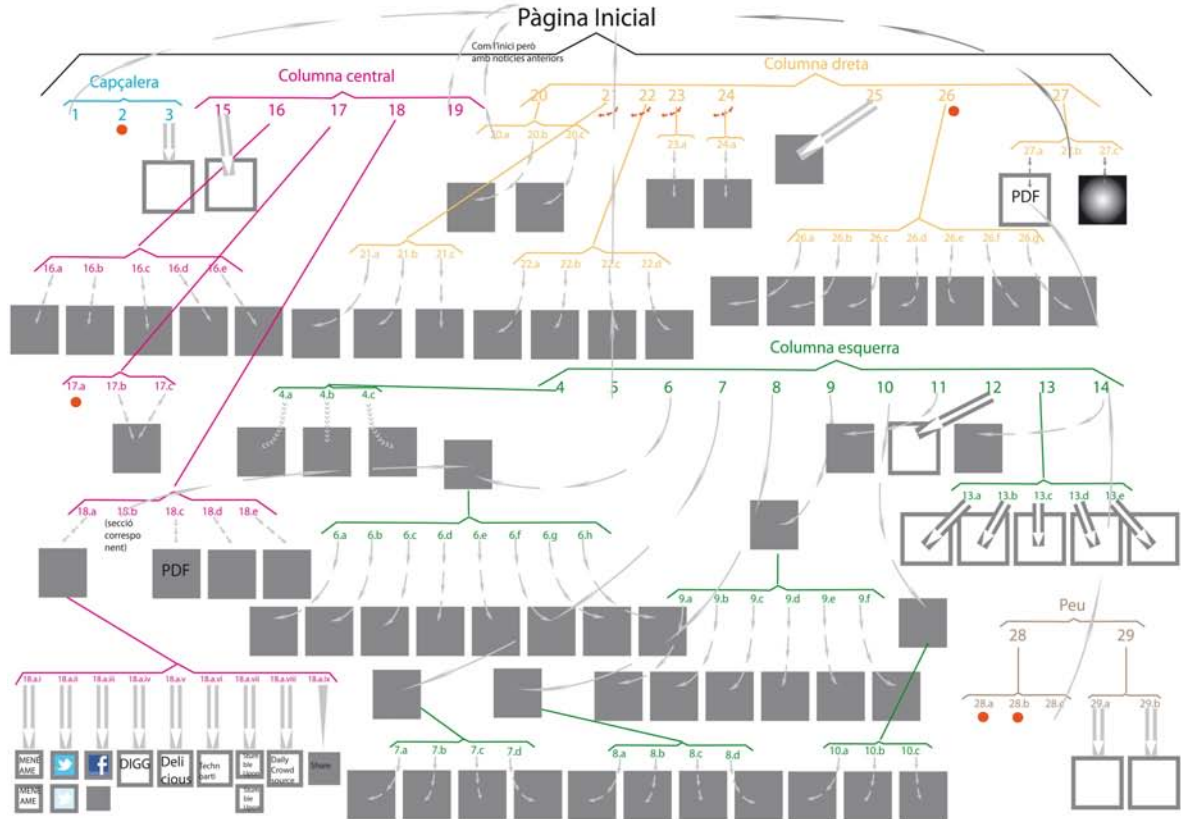 Pàgina Inicial
Com l'inici però
amb notícies anteriors
Capçalera
Columna central
Columna dreta
1 2 3
15 16 17 18 19
20 21 22 23 24 25 26 27
20.a 20.b 20.c
23.a 24.a
27.a 27.b 27.c
PDF
16.a 16.b 16.c 16.d 16.e
21.a 21.b 21.c
22.a 22.b 22.c 22.d
26.a 26.b 26.c 26.d 26.e 26.f 26.g
Columna esquerra
17.a 17.b 17.c
4.a 4.b 4.c
4 5 6 7 8 9 10 11 12 13 14
13.a 13.b 13.c 13.d 13.e
18.a 18.b 18.c 18.d 18.e
(secció
correspo
nent)
PDF
6.a 6.b 6.c 6.d 6.e 6.f 6.g 6.h
9.a 9.b 9.c 9.d 9.e 9.f
Peu
28 29
28.a 28.b 28.c
29.a 29.b
18.a.i 18.a.ii 18.a.iii 18.a.iv 18.a.v 18.a.vi 18.a.vii 18.a.viii 18.a.ix
MENE
AME
DIGG
Deli
cious
Techn
parti
Stum
ble
Upon
Daily
Crowd
source
Share
MENE
AME
Stum
ble
Upon
7.a 7.b 7.c 7.d
8.a 8.b 8.c 8.d
10.a 10.b 10.c